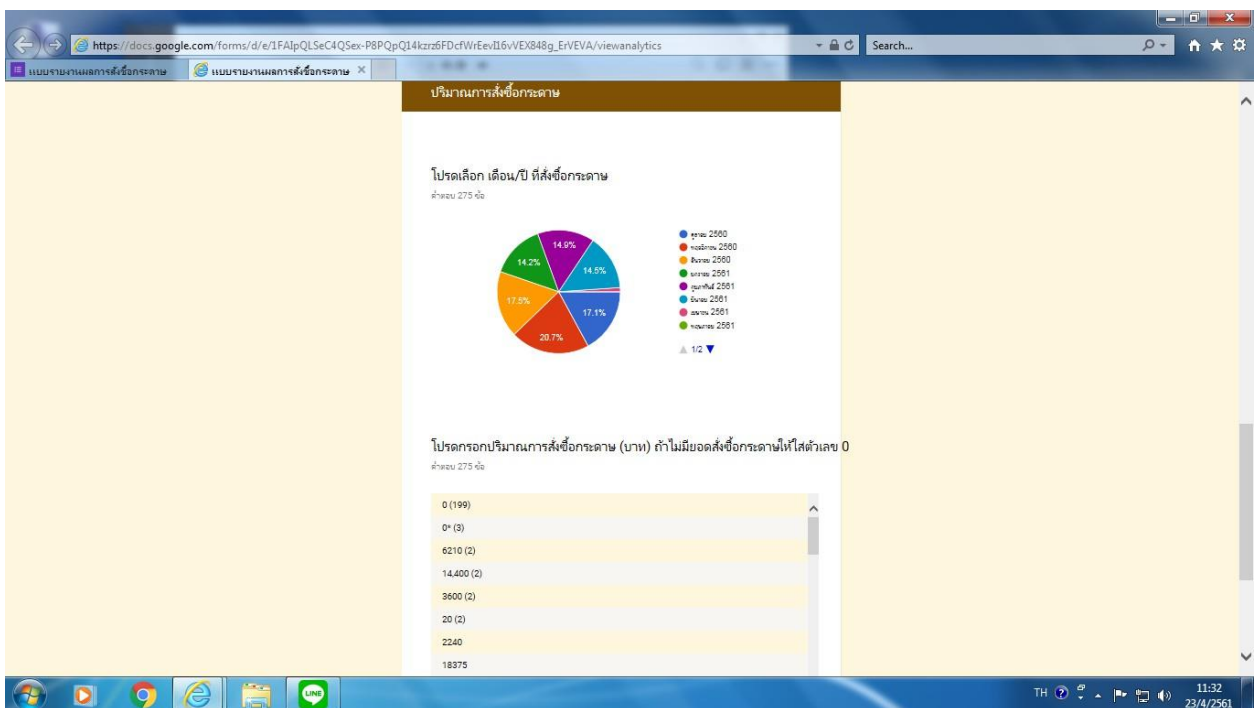 https://docs.google.com/forms/d/e/1FAIpQLSeC4QSex-P8PQpQ14kzrz6FDcfWrEevI16vVEX848g_ErVEVA/viewanalytics
Search...
แบบรายงานผลการสั่งซื้อกระดาษ
แบบรายงานผลการสั่งซื้อกระดาษ
ปริมาณการสั่งซื้อกระดาษ
โปรดเลือก เดือน/ปี ที่สั่งซื้อกระดาษ
คำตอบ 275 ข้อ
14.9%
14.2%
14.5%
17.5%
17.1%
20.7%
ตุลาคม 2560
พฤศจิกายน 2560
ธันวาคม 2560
มกราคม 2561
กุมภาพันธ์ 2561
มีนาคม 2561
เมษายน 2561
พฤษภาคม 2561
1/2
โปรดกรอกปริมาณการสั่งซื้อกระดาษ (บาท) ถ้าไม่มียอดสั่งซื้อกระดาษให้ใส่ตัวเลข 0
คำตอบ 275 ข้อ
0 (199)
0* (3)
6210 (2)
14,400 (2)
3600 (2)
20 (2)
2240
18375
LINE
TH
11:32
23/4/2561